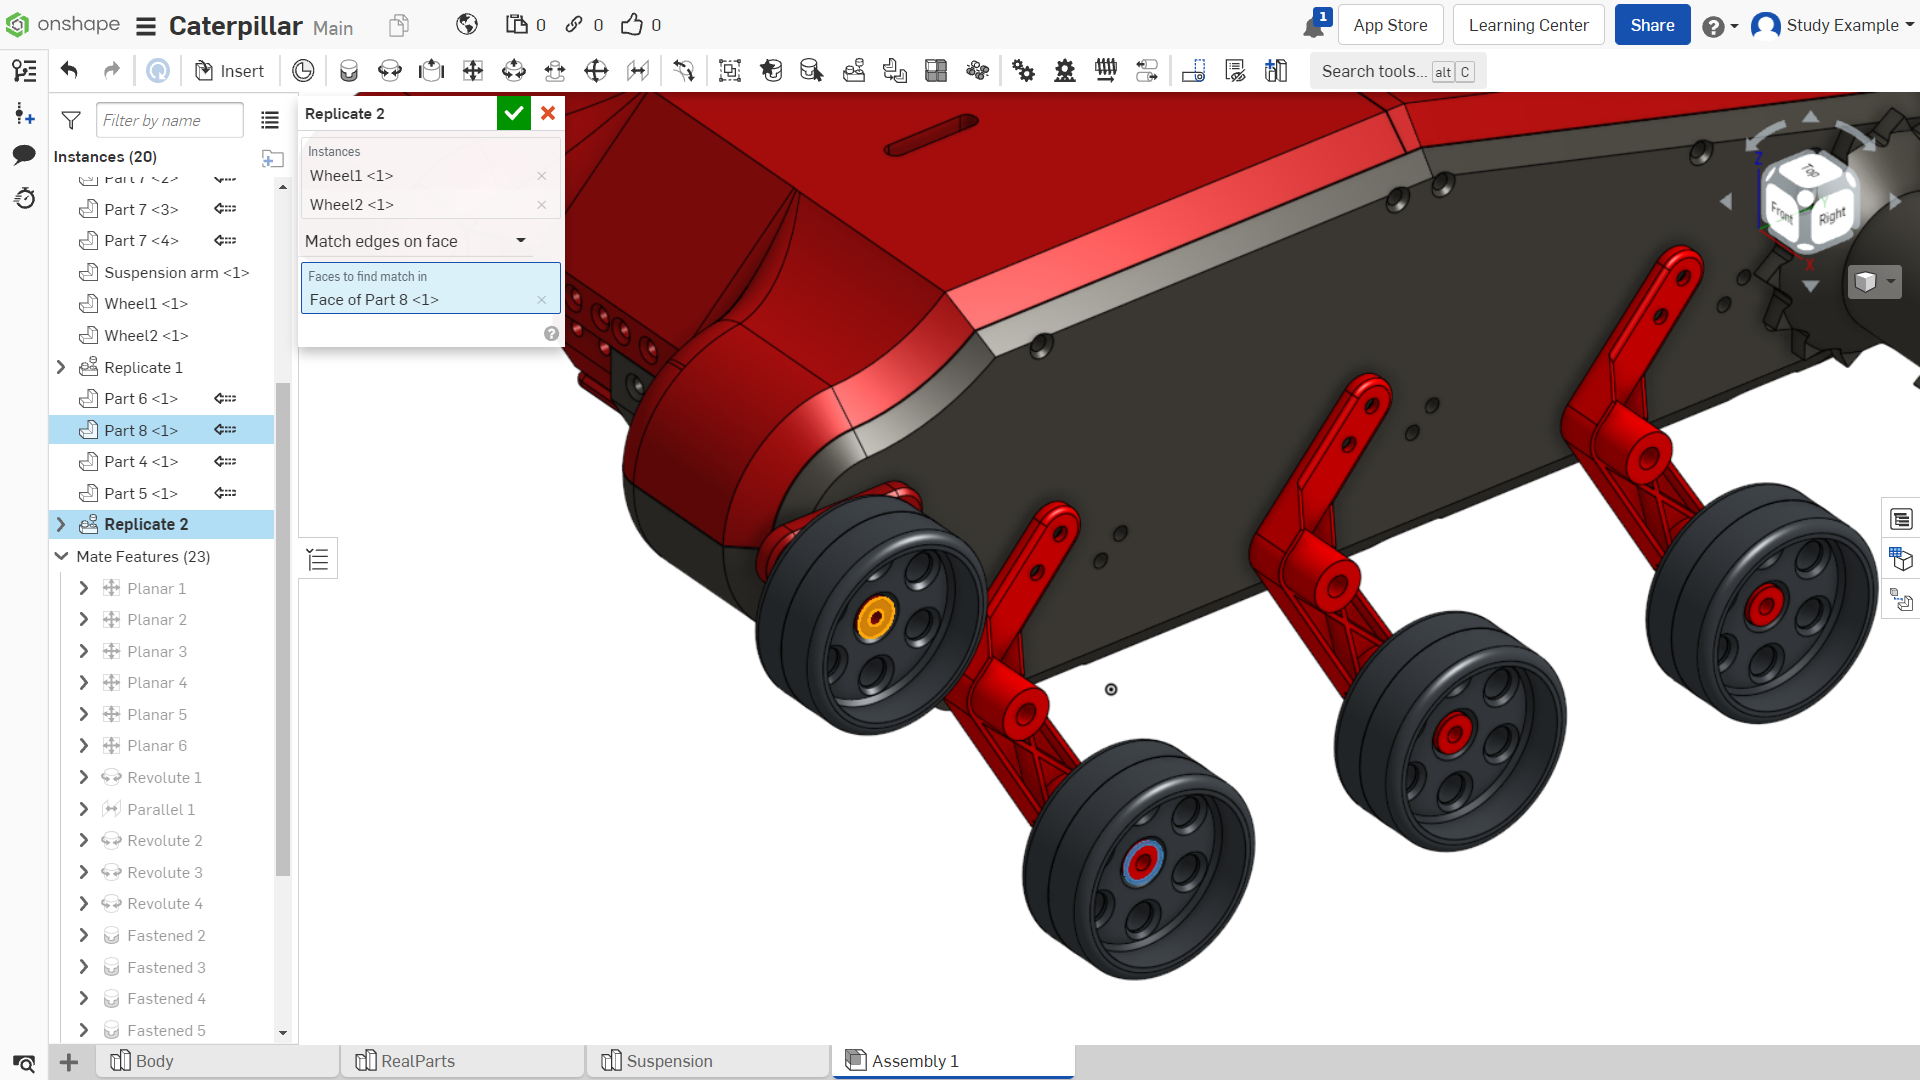 onshape Caterpillar Main 0 0 0 1 App Store Learning Center Share Study Example
Insert Search tools... alt C
Filter by name
Instances (20)
Part 7 <2>
Part 7 <3>
Part 7 <4>
Suspension arm <1>
Wheel1 <1>
Wheel2 <1>
Replicate 1
Part 6 <1>
Part 8 <1>
Part 4 <1>
Part 5 <1>
Replicate 2
Mate Features (23)
Planar 1
Planar 2
Planar 3
Planar 4
Planar 5
Planar 6
Revolute 1
Parallel 1
Revolute 2
Revolute 3
Revolute 4
Fastened 2
Fastened 3
Fastened 4
Fastened 5
Replicate 2
Instances
Wheel1 <1>
Wheel2 <1>
Match edges on face
Faces to find match in
Face of Part 8 <1>
Z
Top
Front
Right
X
Body RealParts Suspension Assembly 1